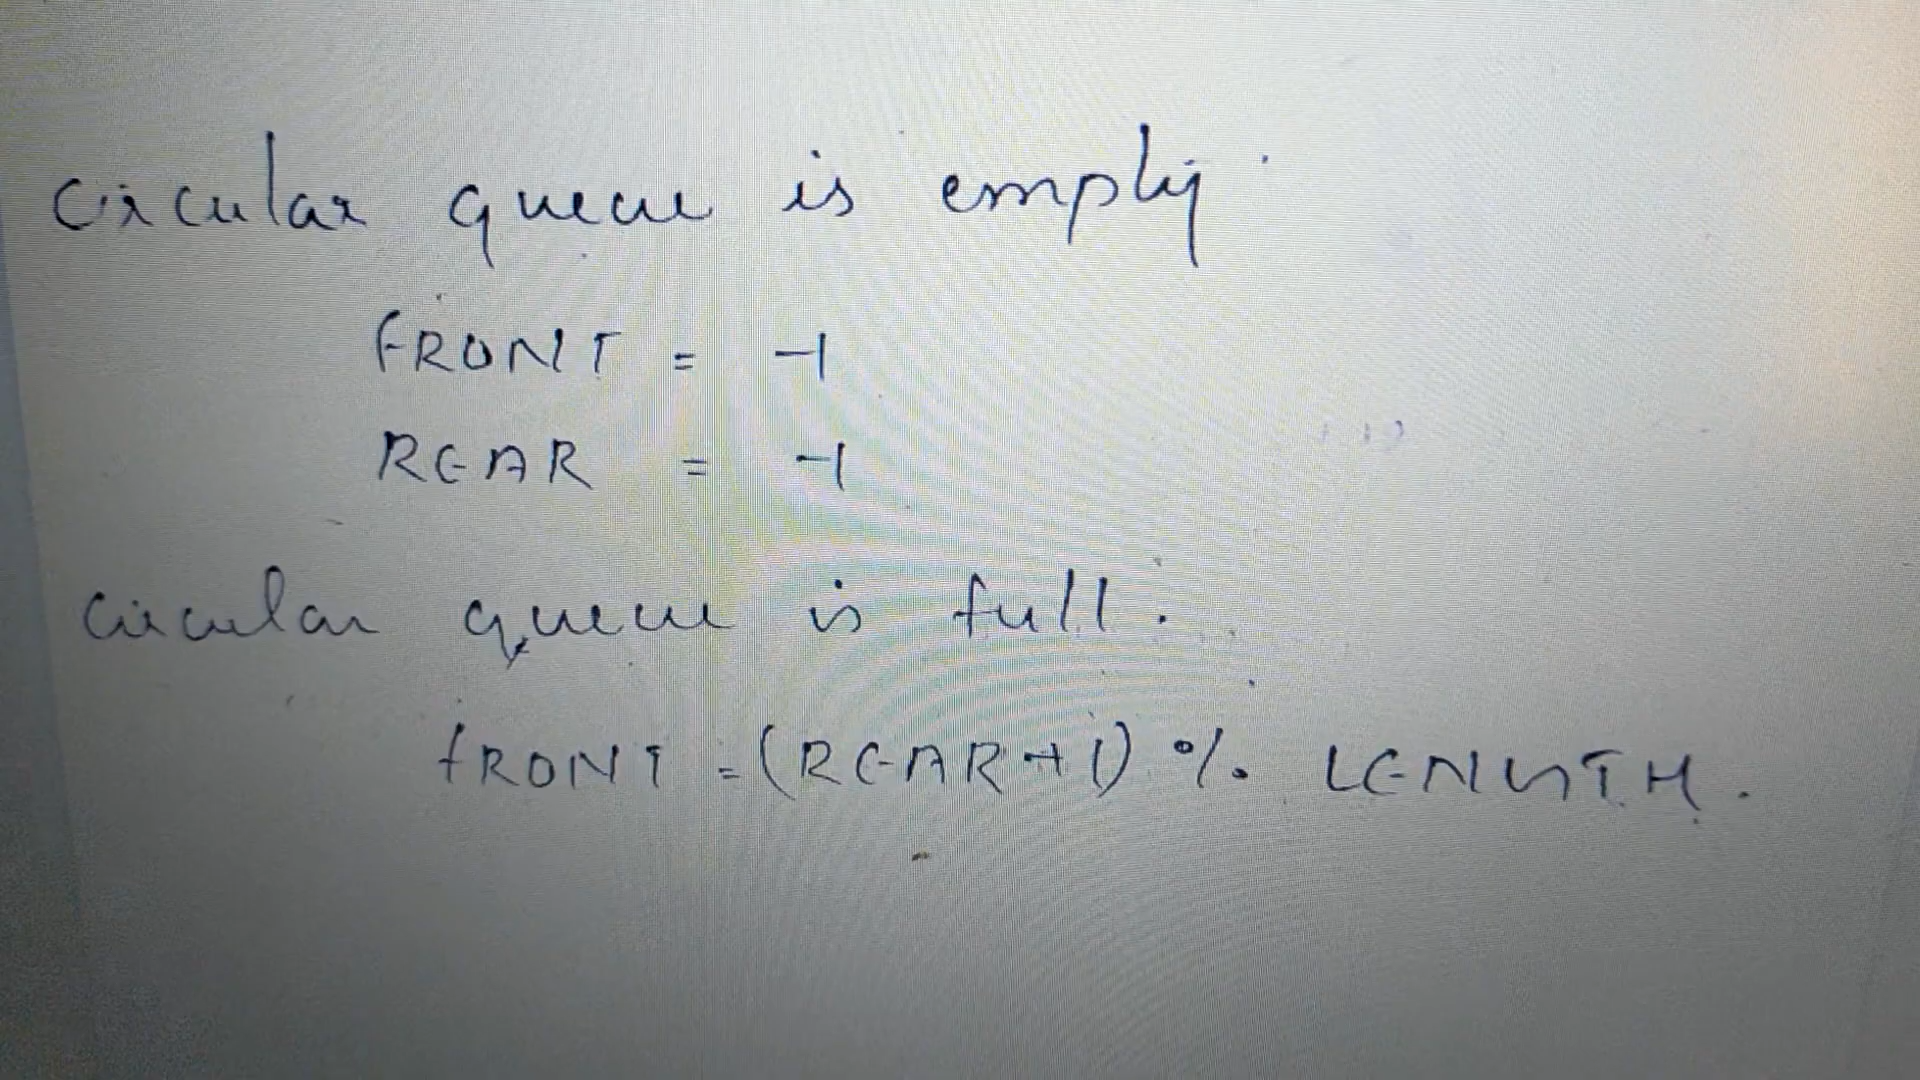 circular queue is empty.
FRONT = -1
REAR = -1
circular queue is full.
FRONT = (REAR+1) % LENGTH.